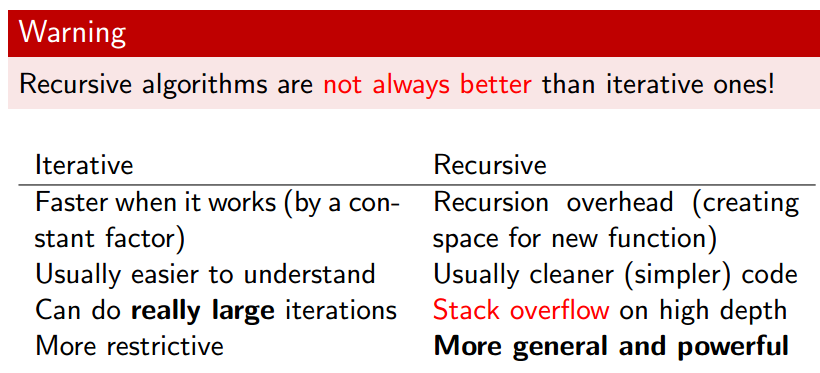 Warning
Recursive algorithms are not always better than iterative ones!
Iterative Recursive
Faster when it works (by a con- Recursion overhead (creating
stant factor) space for new function)
Usually easier to understand Usually cleaner (simpler) code
Can do really large iterations Stack overflow on high depth
More restrictive More general and powerful